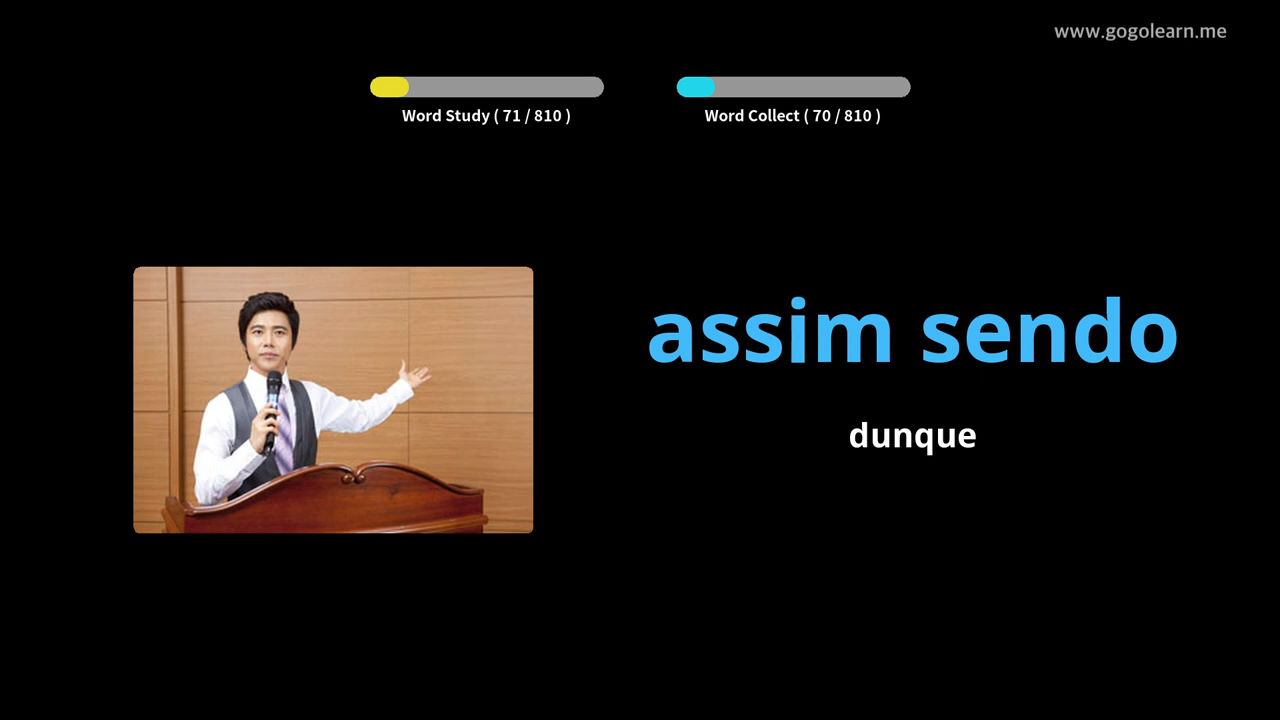 www.gogolearn.me
Word Study ( 71 / 810 )
Word Collect ( 70 / 810 )
assim sendo
dunque